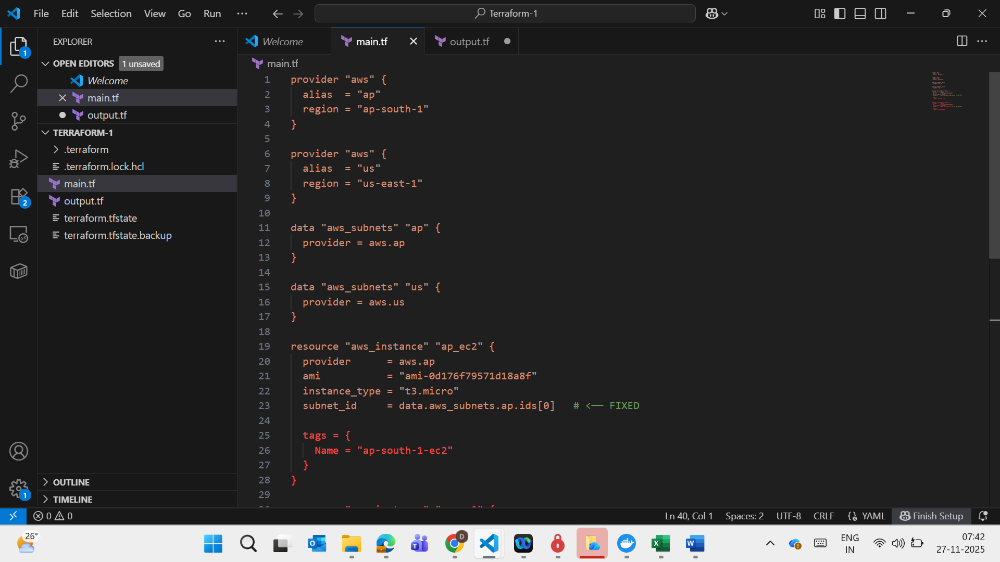 File Edit Selection View Go Run
Terraform-1
EXPLORER
1
OPEN EDITORS 1 unsaved
Welcome
main.tf
output.tf
TERRAFORM-1
.terraform
.terraform.lock.hcl
main.tf
output.tf
terraform.tfstate
terraform.tfstate.backup
2
OUTLINE
TIMELINE
1
Welcome main.tf output.tf
main.tf
1 provider "aws" {
2 alias = "ap"
3 region = "ap-south-1"
4 }
5
6 provider "aws" {
7 alias = "us"
8 region = "us-east-1"
9 }
10
11 data "aws_subnets" "ap" {
12 provider = aws.ap
13 }
14
15 data "aws_subnets" "us" {
16 provider = aws.us
17 }
18
19 resource "aws_instance" "ap_ec2" {
20 provider = aws.ap
21 ami = "ami-0d176f79571d18a8f"
22 instance_type = "t3.micro"
23 subnet_id = data.aws_subnets.ap.ids[0] # <── FIXED
24
25 tags = {
26 Name = "ap-south-1-ec2"
27 }
28 }
29
0 0
Ln 40, Col 1 Spaces: 2 UTF-8 CRLF YAML Finish Setup
26°
D
ENG
IN
07:42
27-11-2025